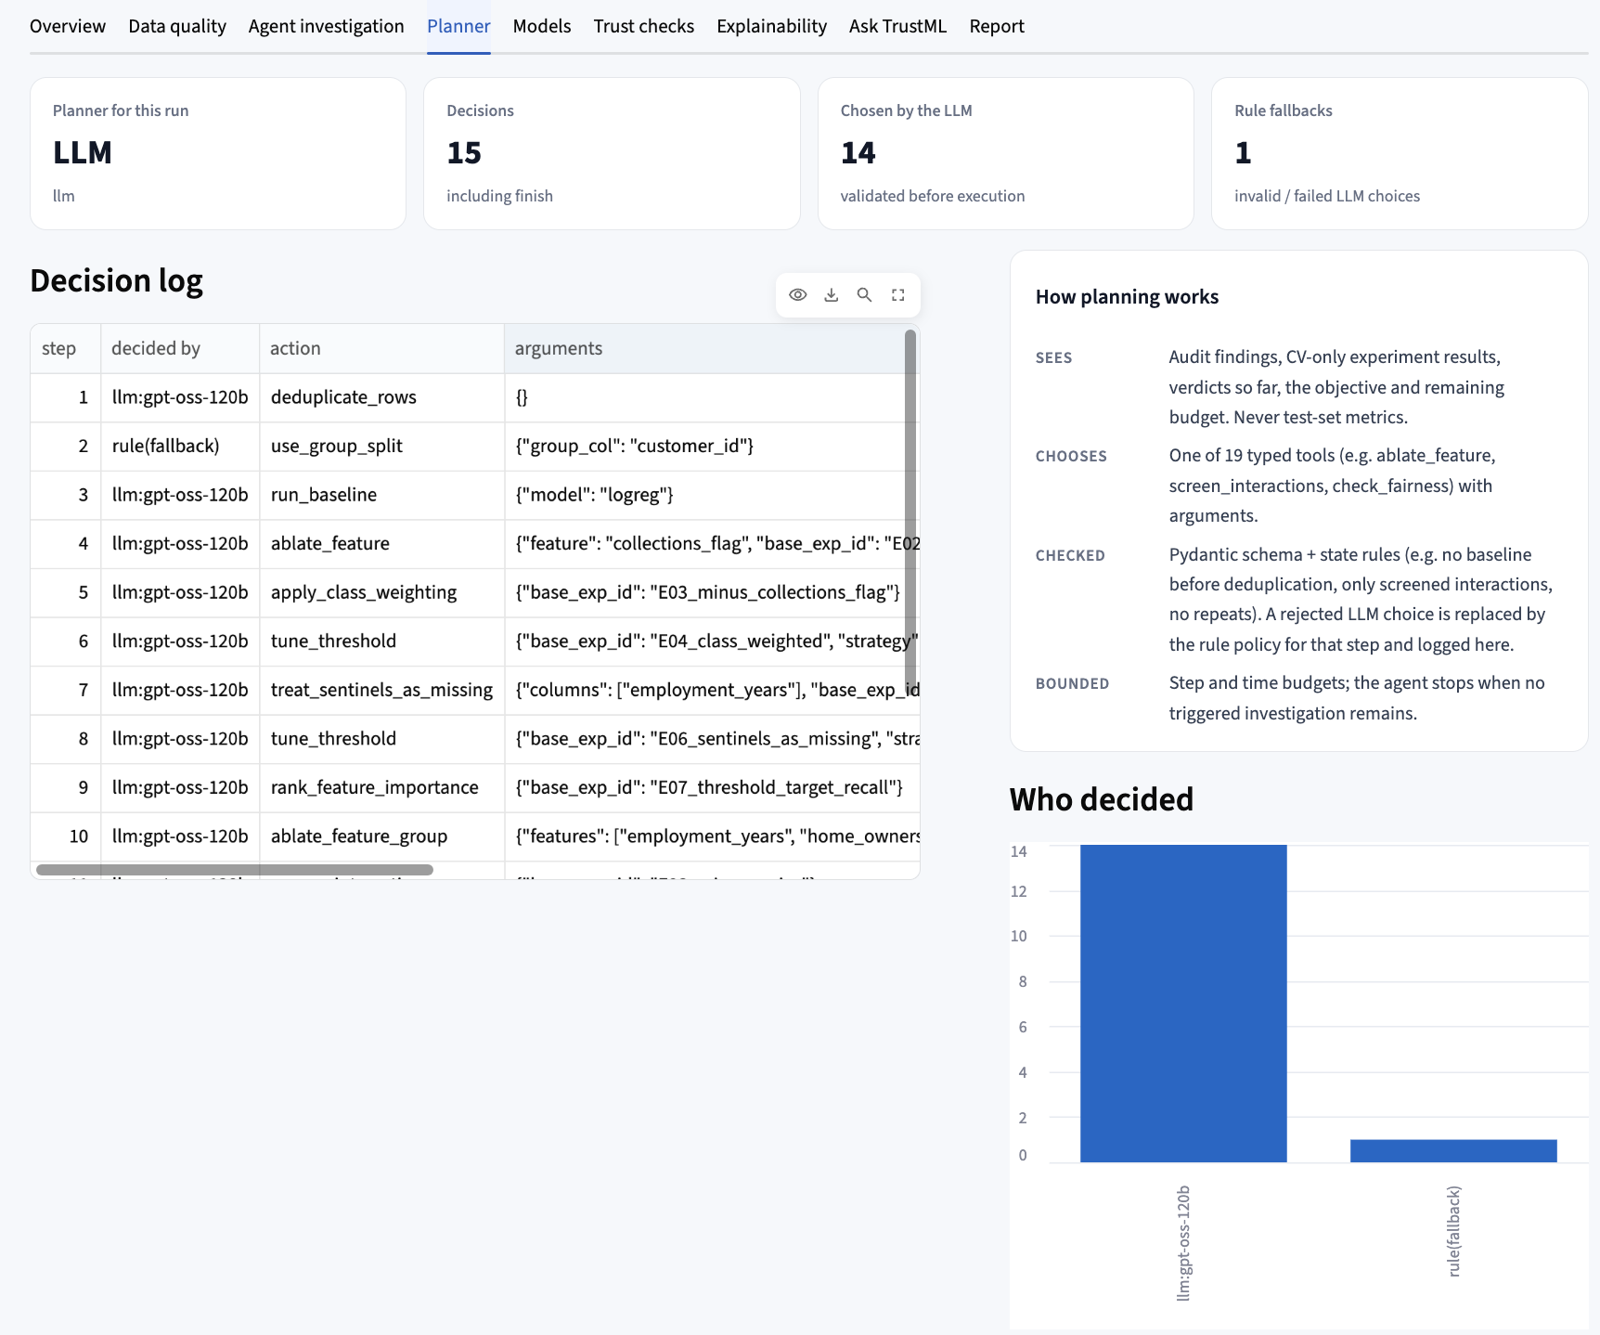 Overview Data quality Agent investigation Planner Models Trust checks Explainability Ask TrustML Report
Planner for this run
LLM
llm
Decisions
15
including finish
Chosen by the LLM
14
validated before execution
Rule fallbacks
1
invalid / failed LLM choices
Decision log
step decided by action arguments
1 llm:gpt-oss-120b deduplicate_rows {}
2 rule(fallback) use_group_split {"group_col": "customer_id"}
3 llm:gpt-oss-120b run_baseline {"model": "logreg"}
4 llm:gpt-oss-120b ablate_feature {"feature": "collections_flag", "base_exp_id": "E02
5 llm:gpt-oss-120b apply_class_weighting {"base_exp_id": "E03_minus_collections_flag"}
6 llm:gpt-oss-120b tune_threshold {"base_exp_id": "E04_class_weighted", "strategy"
7 llm:gpt-oss-120b treat_sentinels_as_missing {"columns": ["employment_years"], "base_exp_id
8 llm:gpt-oss-120b tune_threshold {"base_exp_id": "E06_sentinels_as_missing", "stra
9 llm:gpt-oss-120b rank_feature_importance {"base_exp_id": "E07_threshold_target_recall"}
10 llm:gpt-oss-120b ablate_feature_group {"features": ["employment_years", "home_owners
How planning works
SEES Audit findings, CV-only experiment results,
verdicts so far, the objective and remaining
budget. Never test-set metrics.
CHOOSES One of 19 typed tools (e.g. ablate_feature,
screen_interactions, check_fairness) with
arguments.
CHECKED Pydantic schema + state rules (e.g. no baseline
before deduplication, only screened interactions,
no repeats). A rejected LLM choice is replaced by
the rule policy for that step and logged here.
BOUNDED Step and time budgets; the agent stops when no
triggered investigation remains.
Who decided
14
12
10
8
6
4
2
0
llm:gpt-oss-120b
rule(fallback)